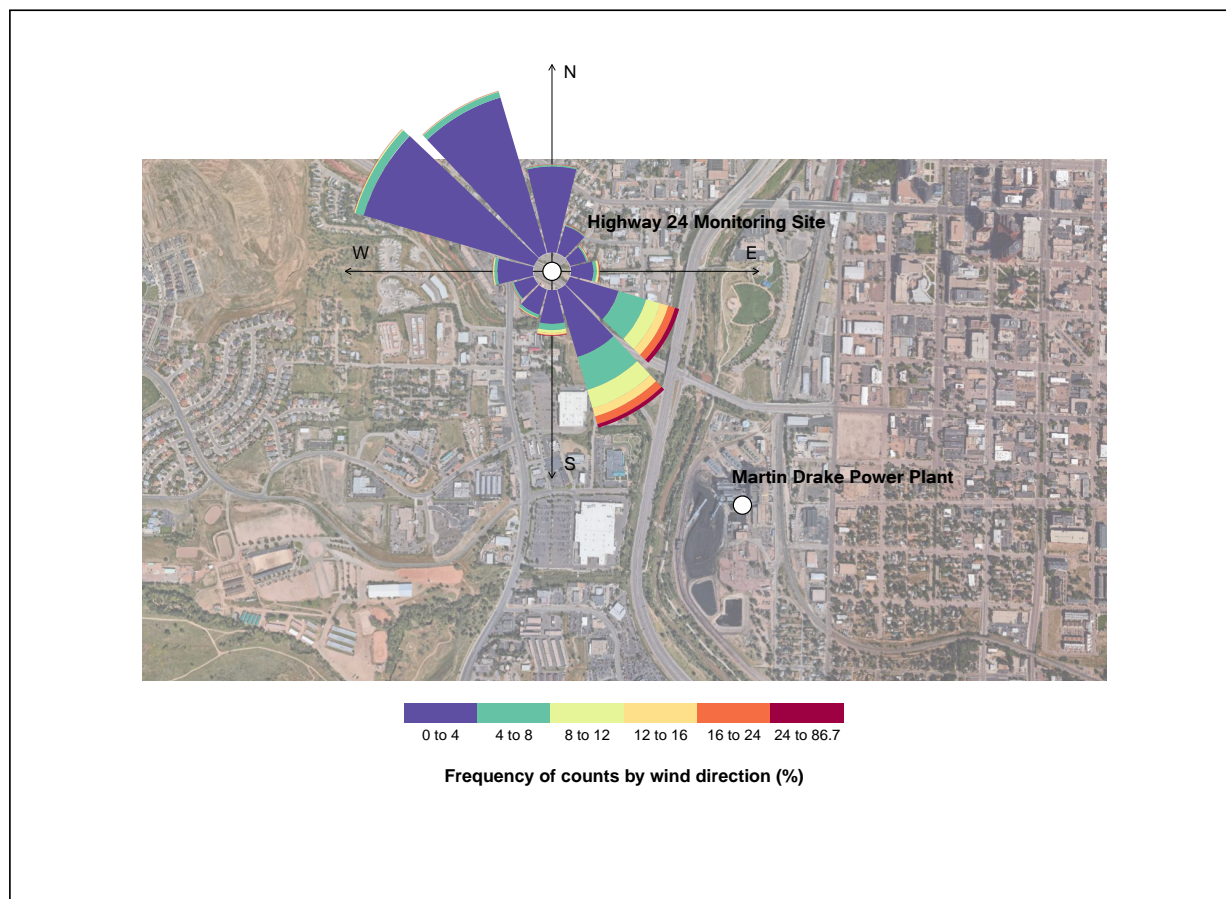 N
Highway 24 Monitoring Site
W
E
S
Martin Drake Power Plant
0 to 4 4 to 8 8 to 12 12 to 16 16 to 24 24 to 86.7
Frequency of counts by wind direction (%)